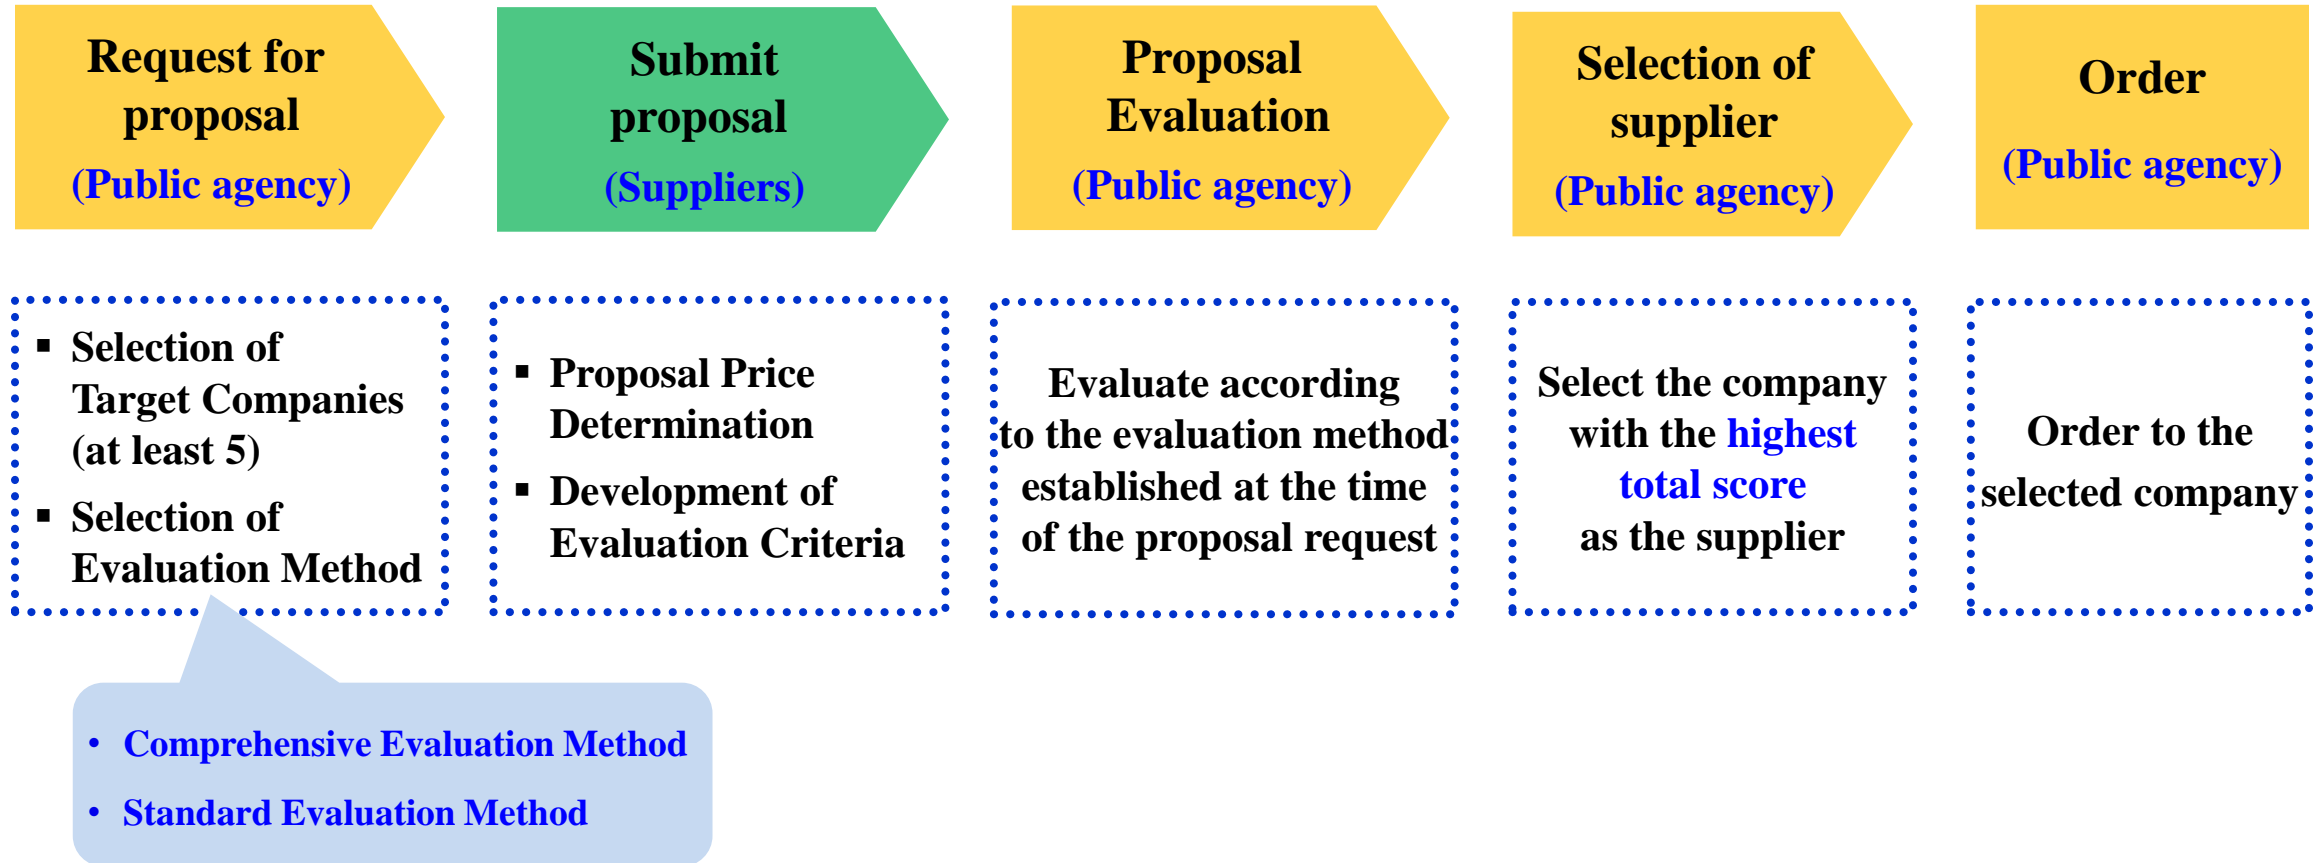 Request for
proposal
(Public agency)
Submit
proposal
(Suppliers)
Proposal
Evaluation
(Public agency)
Selection of
supplier
(Public agency)
Order
(Public agency)
▪ Selection of
Target Companies
(at least 5)
▪ Selection of
Evaluation Method
▪ Proposal Price
Determination
▪ Development of
Evaluation Criteria
Evaluate according
to the evaluation method
established at the time
of the proposal request
Select the company
with the highest
total score
as the supplier
Order to the
selected company
• Comprehensive Evaluation Method
• Standard Evaluation Method